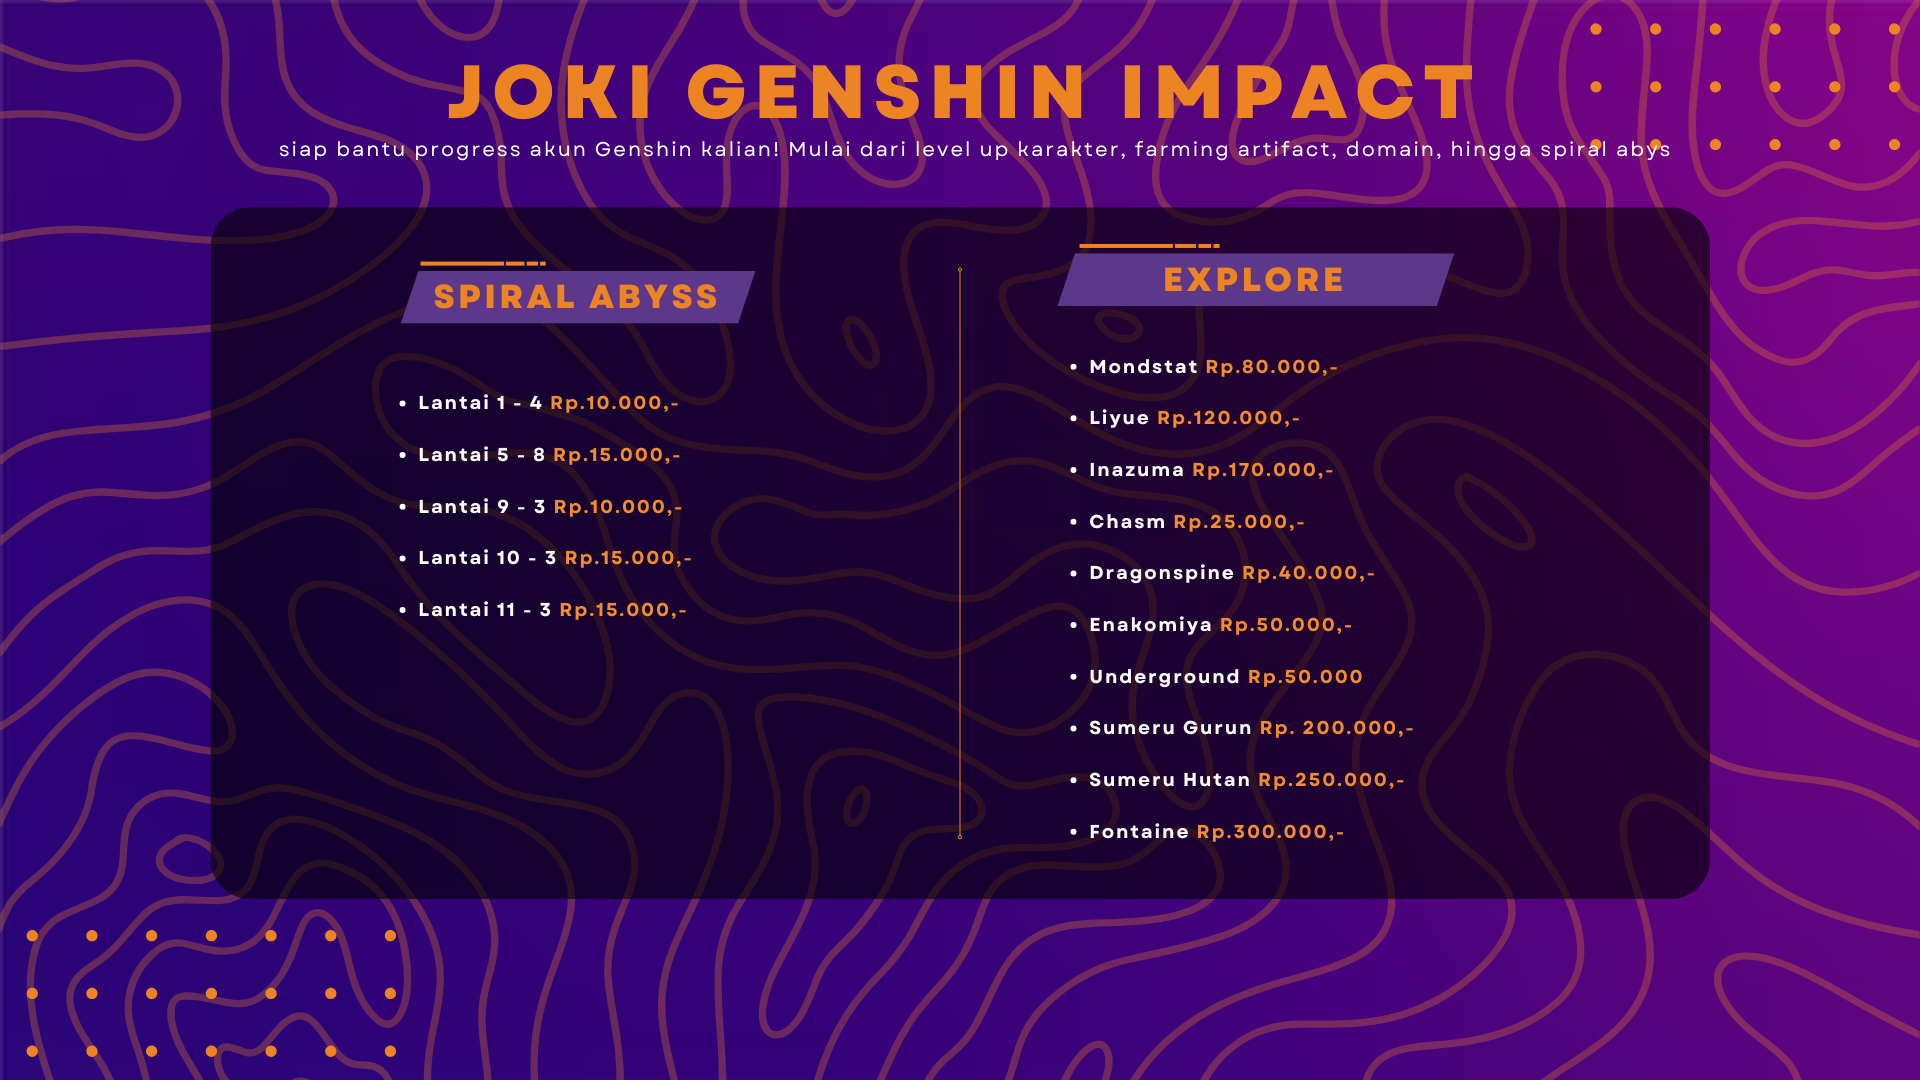 JOKI GENSHIN IMPACT
siap bantu progress akun Genshin kalian! Mulai dari level up karakter, farming artifact, domain, hingga spiral abys
SPIRAL ABYSS
• Lantai 1 - 4 Rp.10.000,-
• Lantai 5 - 8 Rp.15.000,-
• Lantai 9 - 3 Rp.10.000,-
• Lantai 10 - 3 Rp.15.000,-
• Lantai 11 - 3 Rp.15.000,-
EXPLORE
• Mondstat Rp.80.000,-
• Liyue Rp.120.000,-
• Inazuma Rp.170.000,-
• Chasm Rp.25.000,-
• Dragonspine Rp.40.000,-
• Enakomiya Rp.50.000,-
• Underground Rp.50.000
• Sumeru Gurun Rp. 200.000,-
• Sumeru Hutan Rp.250.000,-
• Fontaine Rp.300.000,-